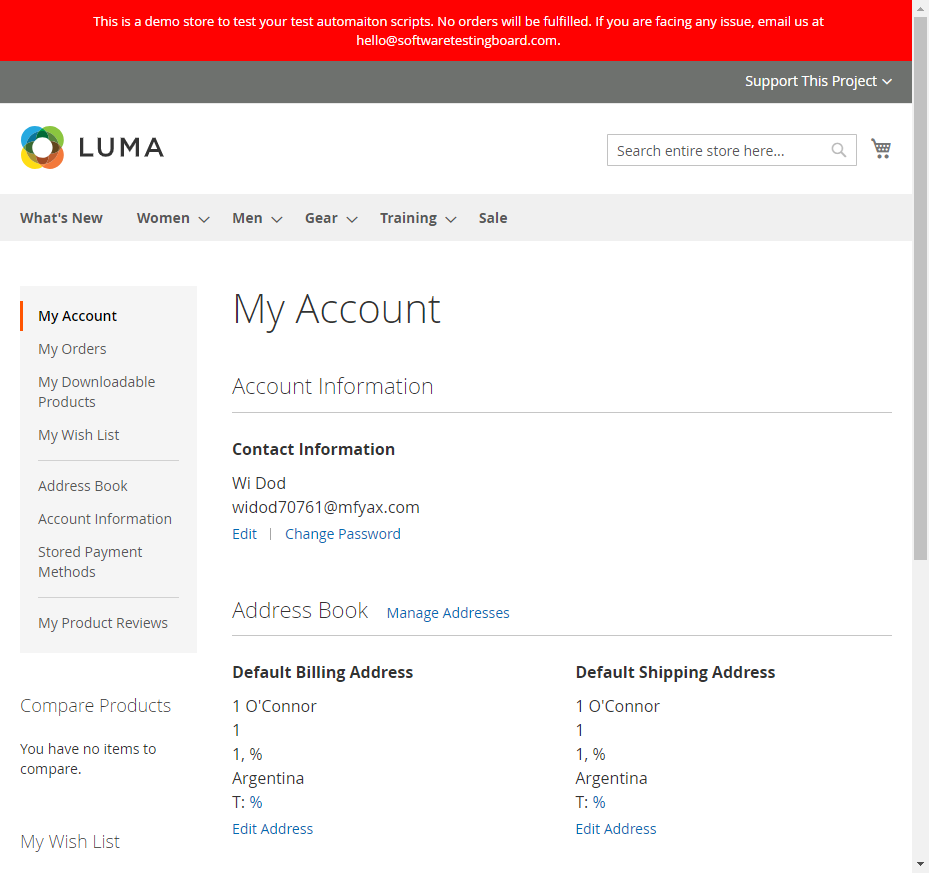 This is a demo store to test your test automaiton scripts. No orders will be fulfilled. If you are facing any issue, email us at
hello@softwaretestingboard.com.
Support This Project
LUMA
Search entire store here...
What's New Women Men Gear Training Sale
My Account
My Orders
My Downloadable
Products
My Wish List
Address Book
Account Information
Stored Payment
Methods
My Product Reviews
Compare Products
You have no items to
compare.
My Wish List
My Account
Account Information
Contact Information
Wi Dod
widod70761@mfyax.com
Edit | Change Password
Address Book Manage Addresses
Default Billing Address
1 O'Connor
1
1, %
Argentina
T: %
Edit Address
Default Shipping Address
1 O'Connor
1
1, %
Argentina
T: %
Edit Address